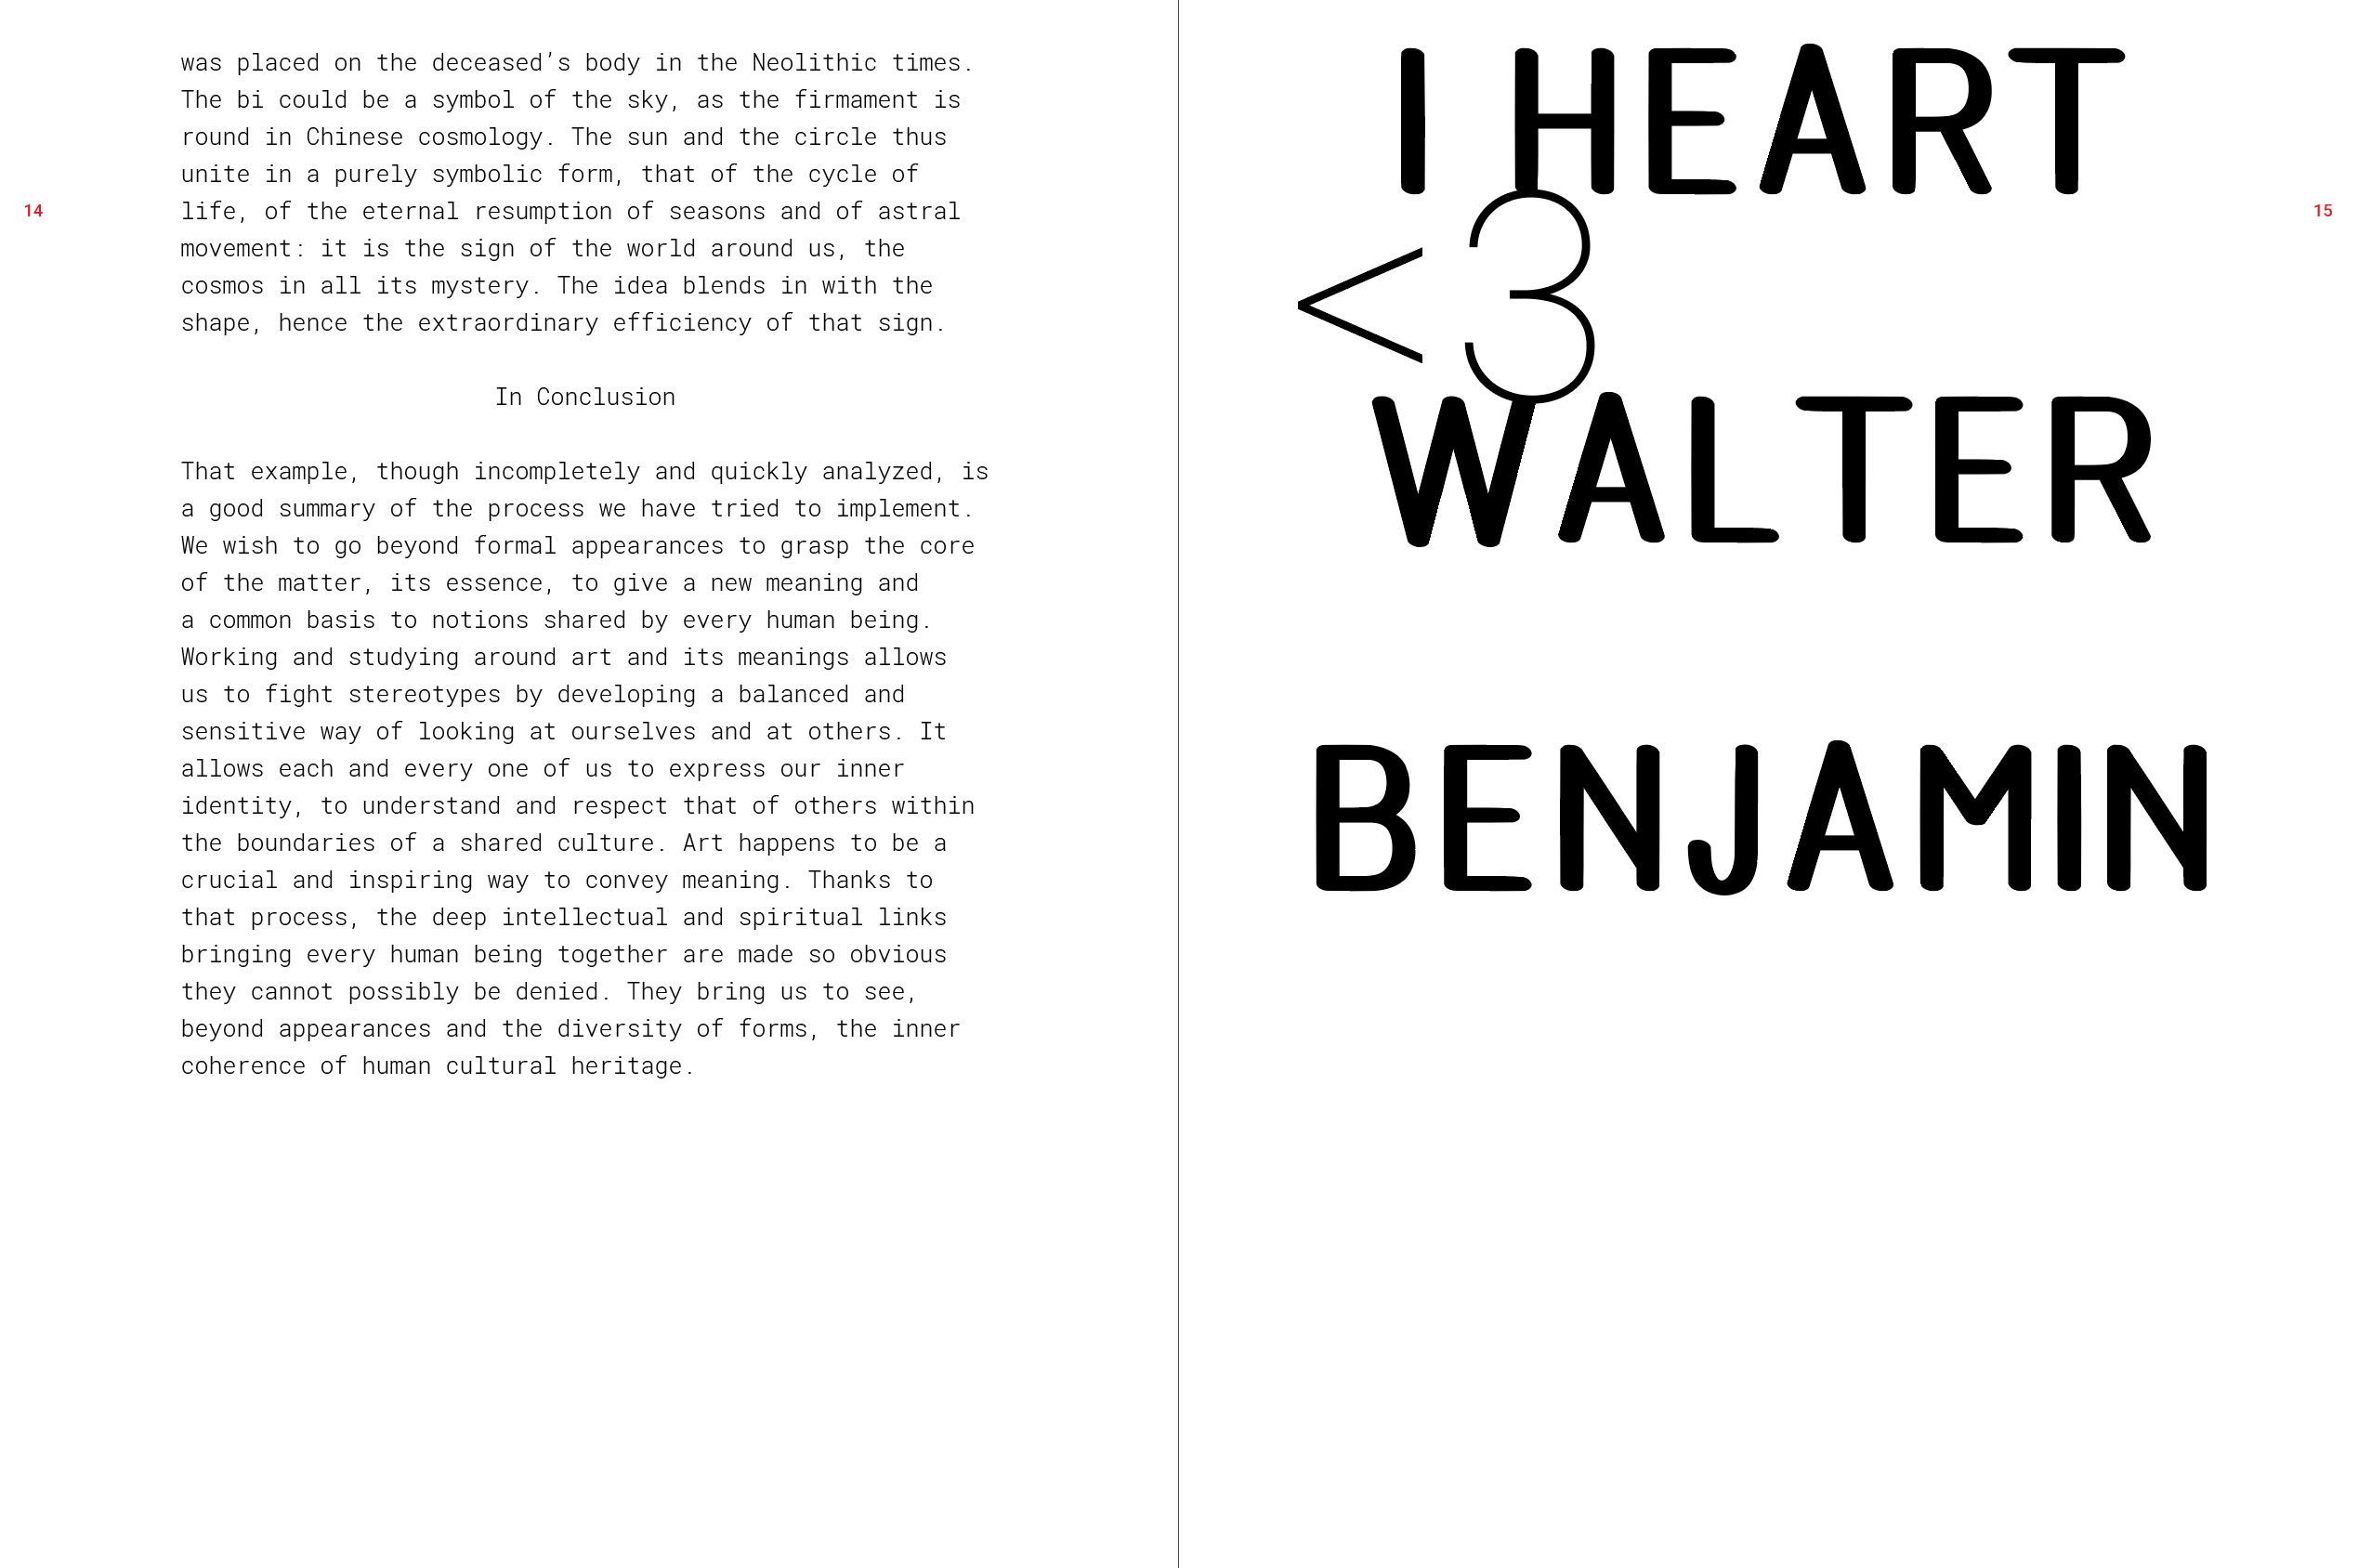 was placed on the deceased’s body in the Neolithic times.
The bi could be a symbol of the sky, as the firmament is
round in Chinese cosmology. The sun and the circle thus
unite in a purely symbolic form, that of the cycle of
14
life, of the eternal resumption of seasons and of astral
movement: it is the sign of the world around us, the
cosmos in all its mystery. The idea blends in with the
shape, hence the extraordinary efficiency of that sign.
In Conclusion
That example, though incompletely and quickly analyzed, is
a good summary of the process we have tried to implement.
We wish to go beyond formal appearances to grasp the core
of the matter, its essence, to give a new meaning and
a common basis to notions shared by every human being.
Working and studying around art and its meanings allows
us to fight stereotypes by developing a balanced and
sensitive way of looking at ourselves and at others. It
allows each and every one of us to express our inner
identity, to understand and respect that of others within
the boundaries of a shared culture. Art happens to be a
crucial and inspiring way to convey meaning. Thanks to
that process, the deep intellectual and spiritual links
bringing every human being together are made so obvious
they cannot possibly be denied. They bring us to see,
beyond appearances and the diversity of forms, the inner
coherence of human cultural heritage.
I HEART
15
<3
WALTER
BENJAMIN